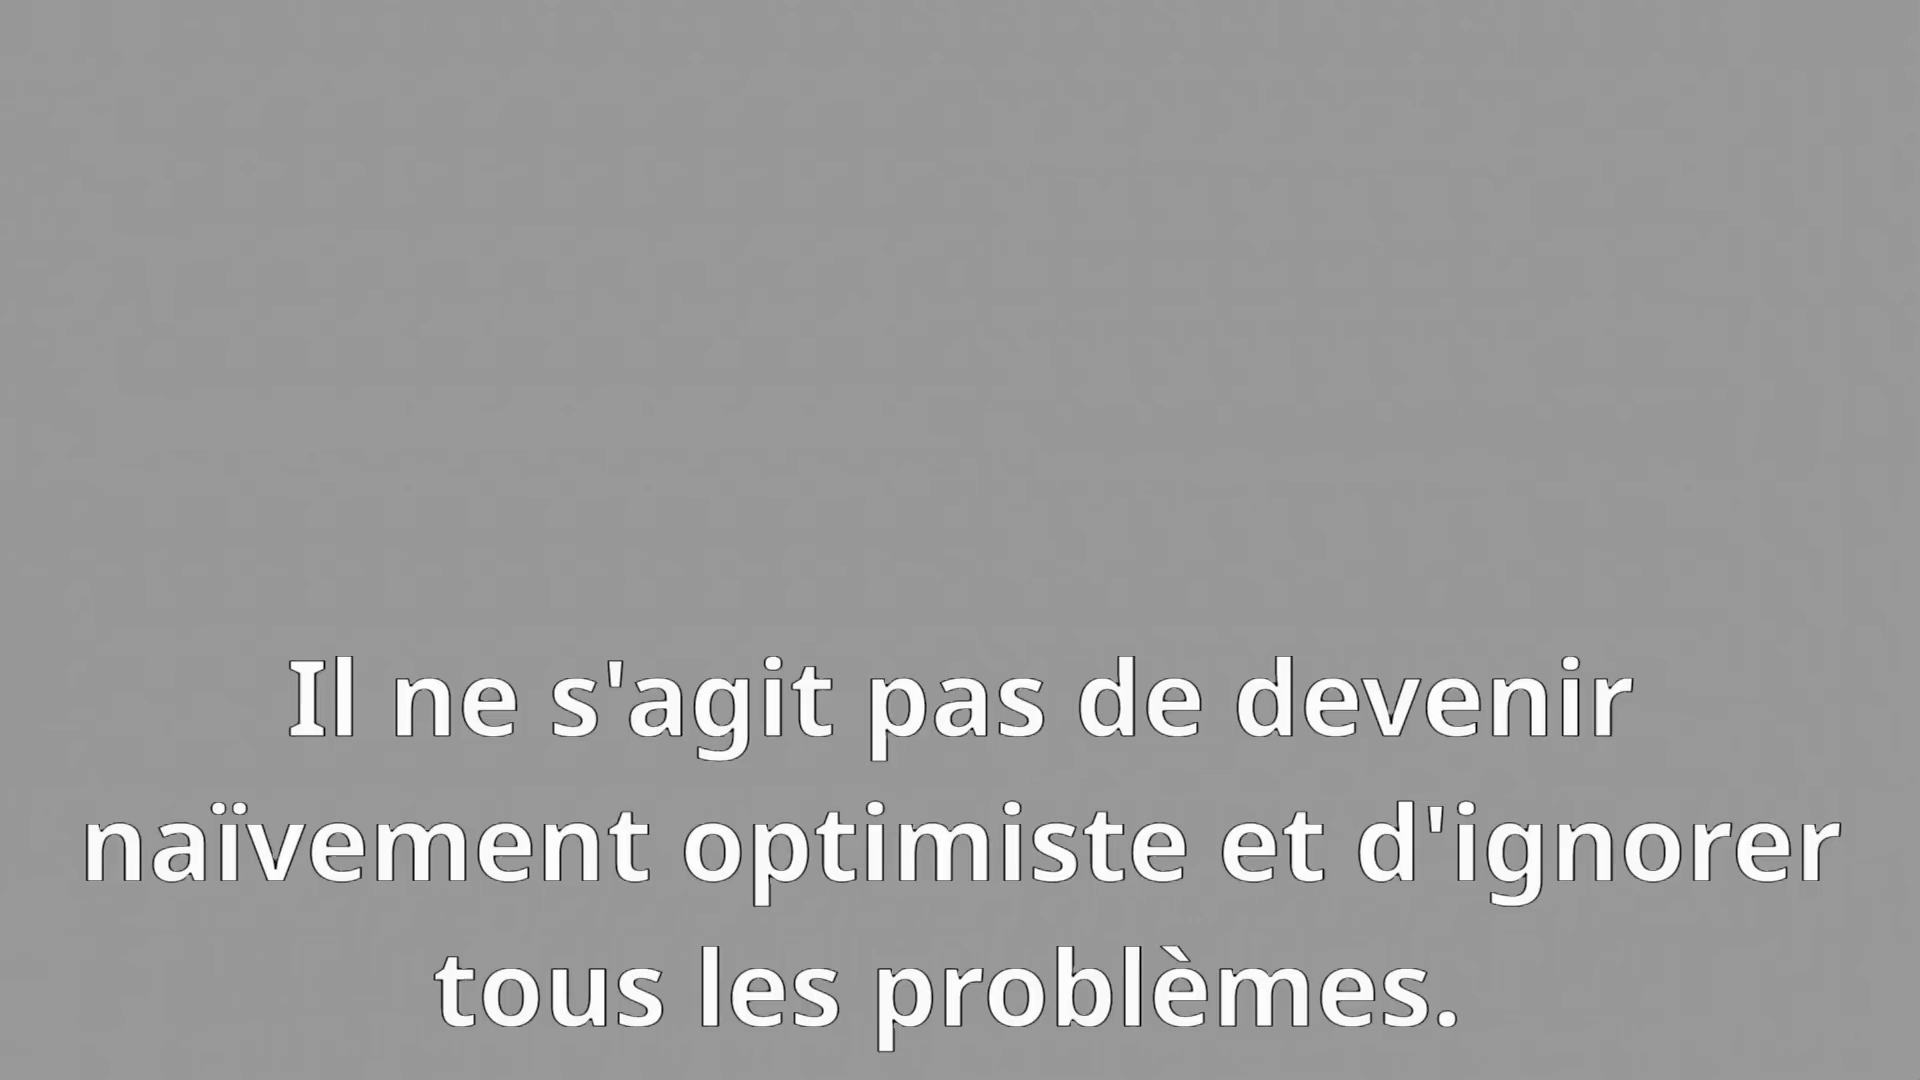 Il ne s'agit pas de devenir
naïvement optimiste et d'ignorer
tous les problèmes.